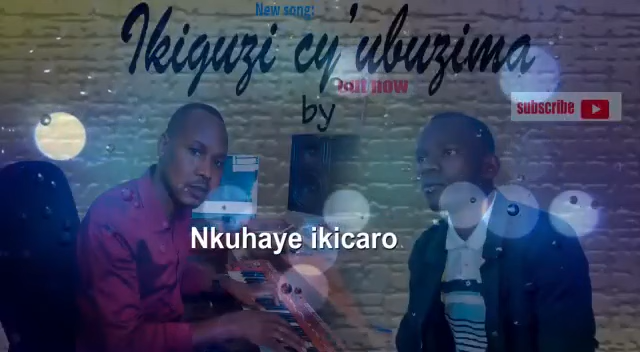 New song:
Ikiguzi cy'ubuzima
out now
by
subscribe
Nkuhaye ikicaro